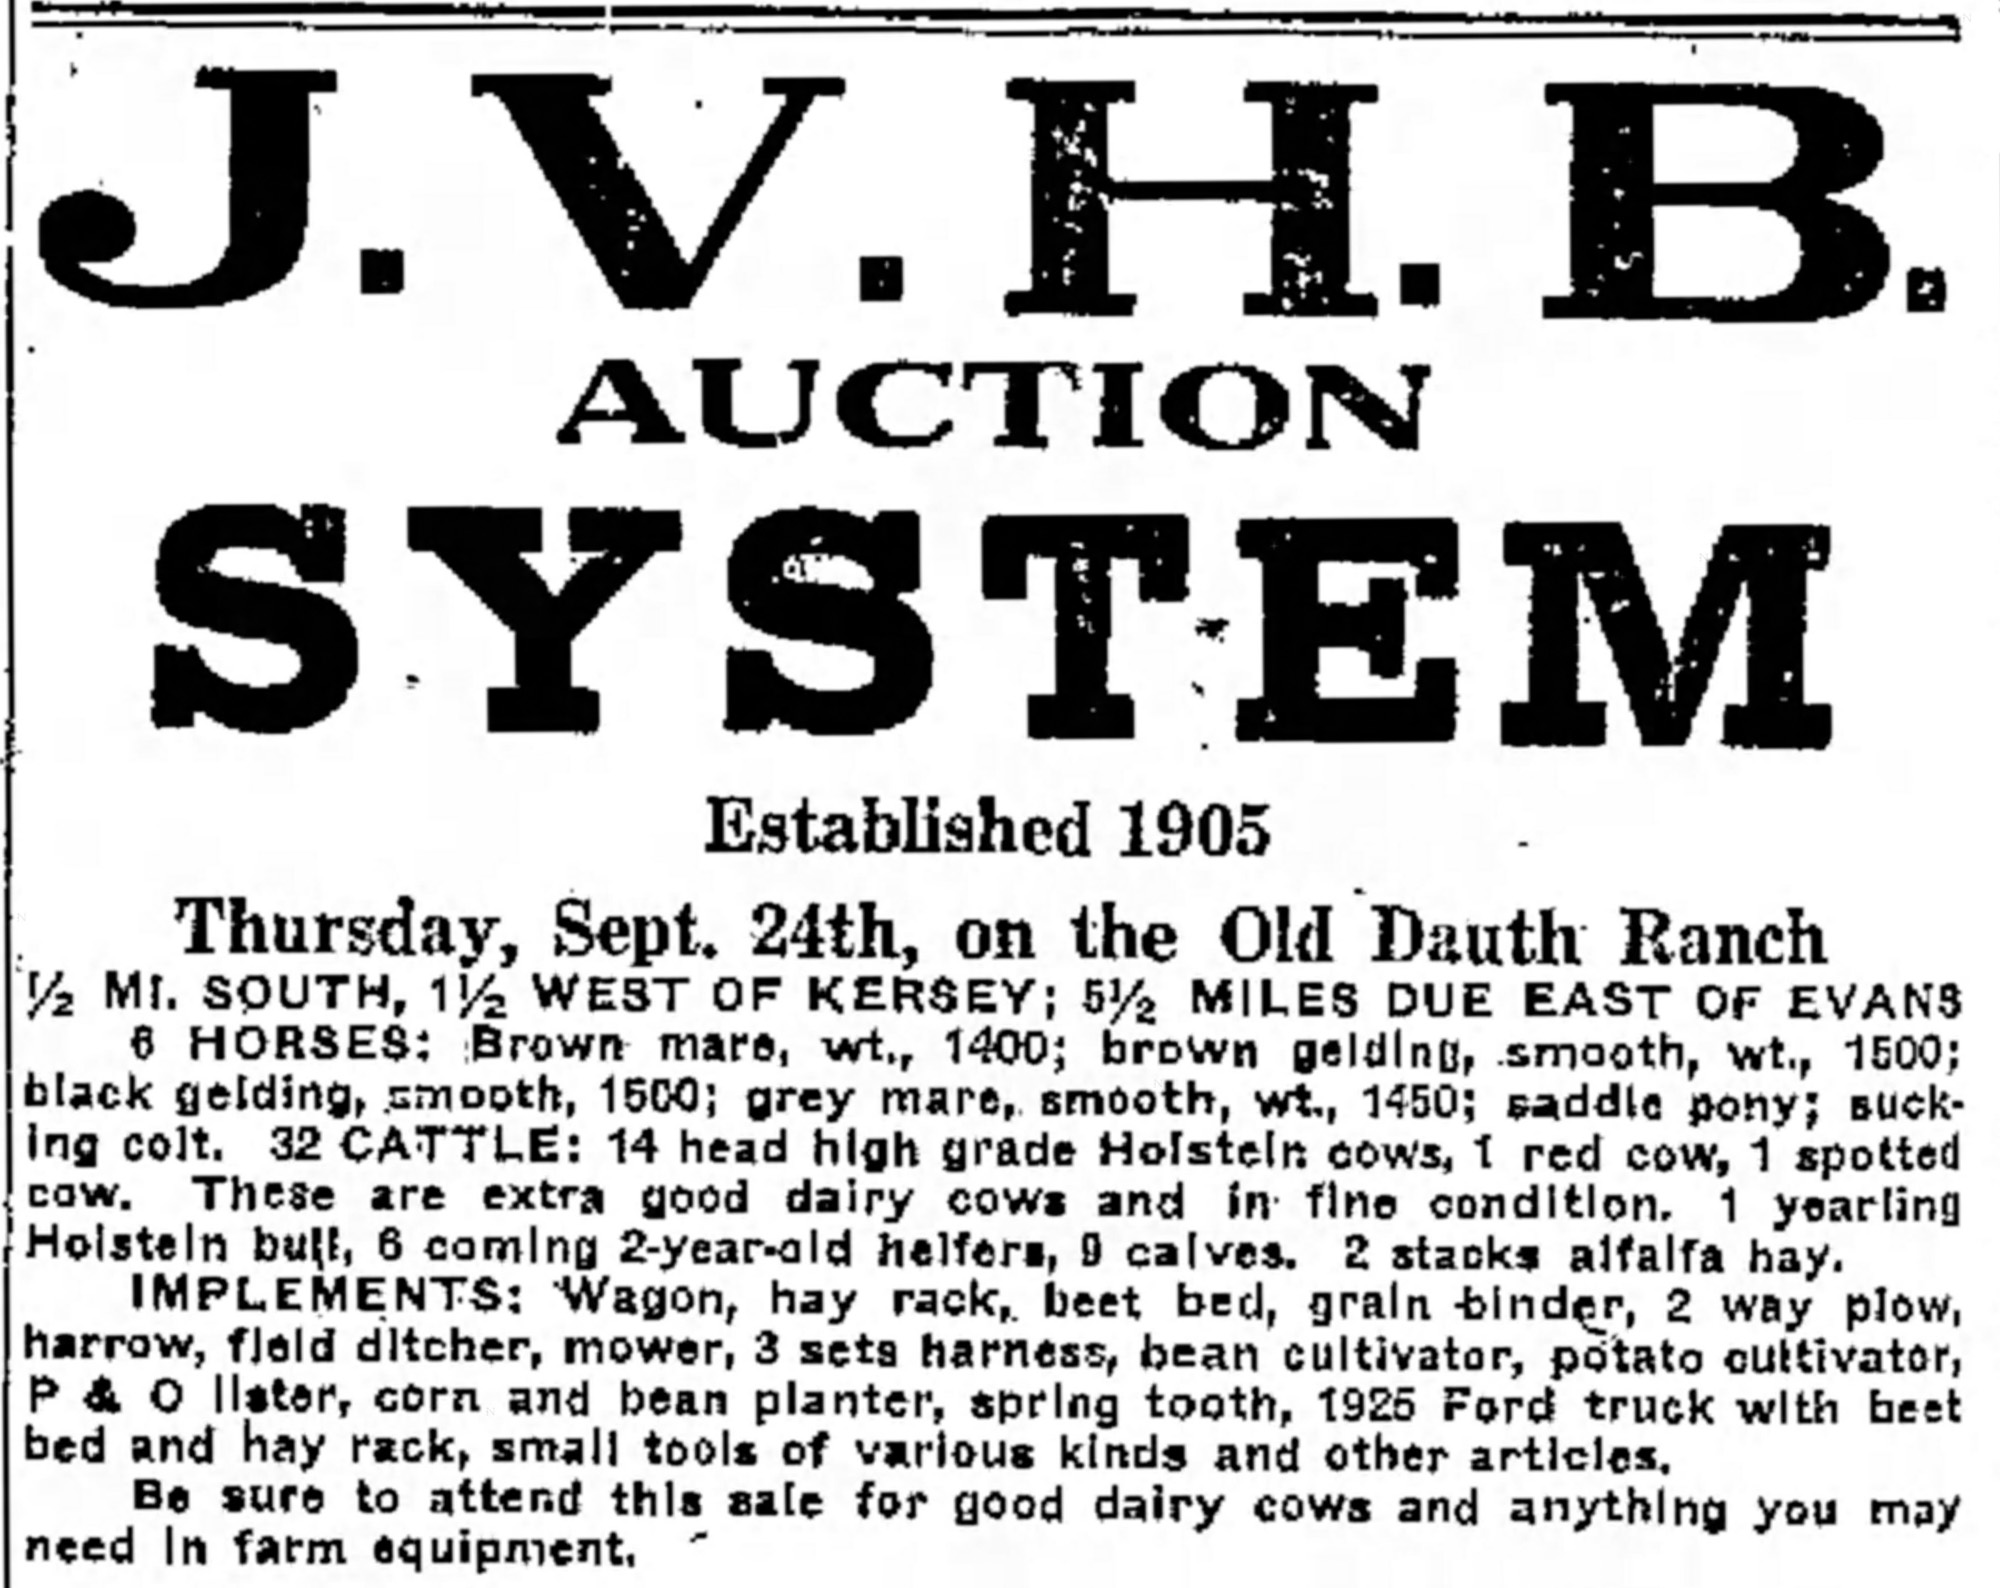 J. V. H. B.
AUCTION
SYSTEM
Established 1905
Thursday, Sept. 24th, on the Old Dauth Ranch
1/2 MI. SOUTH, 1 1/2 WEST OF KERSEY; 5 1/2 MILES DUE EAST OF EVANS
6 HORSES: Brown mare, wt., 1400; brown gelding, smooth, wt., 1500;
black gelding, smooth, 1500; grey mare, smooth, wt., 1450; saddle pony; suck-
ing colt. 32 CATTLE: 14 head high grade Holstein cows, 1 red cow, 1 spotted
cow. These are extra good dairy cows and in fine condition. 1 yearling
Holstein bull, 6 coming 2-year-old heifers, 9 calves. 2 stacks alfalfa hay.
IMPLEMENTS: Wagon, hay rack, beet bed, grain binder, 2 way plow,
harrow, field ditcher, mower, 3 sets harness, bean cultivator, potato cultivator,
P & O lister, corn and bean planter, spring tooth, 1925 Ford truck with beet
bed and hay rack, small tools of various kinds and other articles.
Be sure to attend this sale for good dairy cows and anything you may
need in farm equipment.